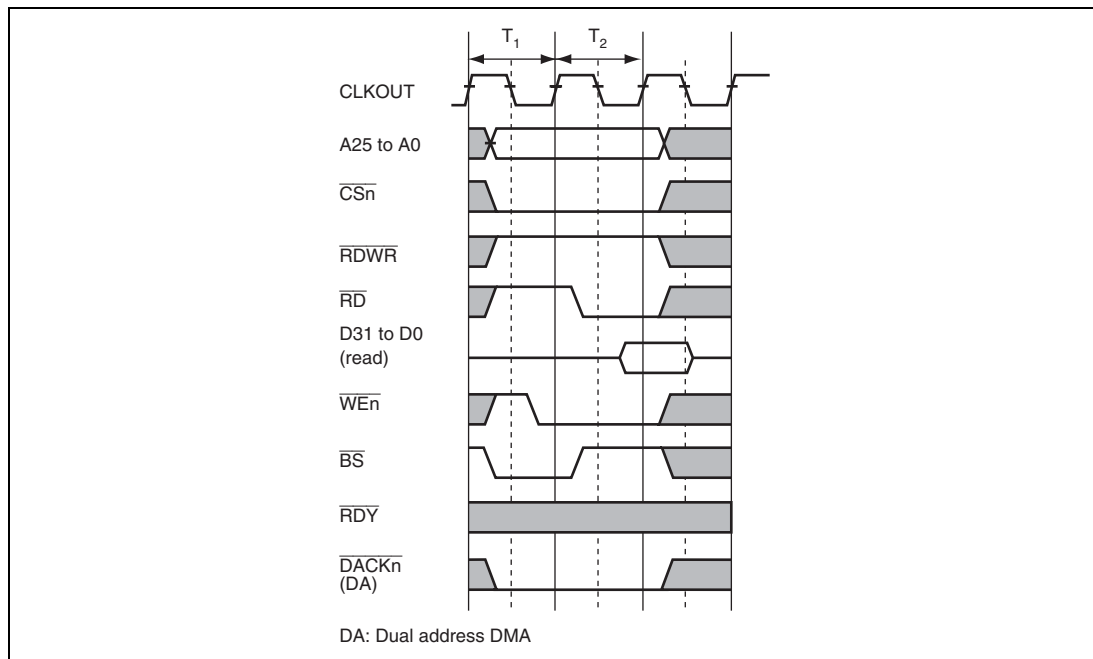 T1 T2
CLKOUT
A25 to A0
CSn
RDWR
RD
D31 to D0
(read)
WEn
BS
RDY
DACKn
(DA)
DA: Dual address DMA